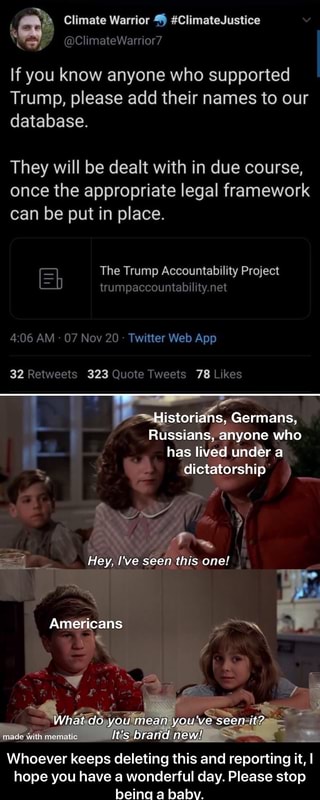 Climate Warrior 🐬 #ClimateJustice
@ClimateWarrior7
If you know anyone who supported
Trump, please add their names to our
database.
They will be dealt with in due course,
once the appropriate legal framework
can be put in place.
The Trump Accountability Project
trumpaccountability.net
4:06 AM · 07 Nov 20 · Twitter Web App
32 Retweets 323 Quote Tweets 78 Likes
Historians, Germans,
Russians, anyone who
has lived under a
dictatorship
Hey, I've seen this one!
Americans
What do you mean you've seen it?
It's brand new!
made with mematic
Whoever keeps deleting this and reporting it, I
hope you have a wonderful day. Please stop
being a baby.